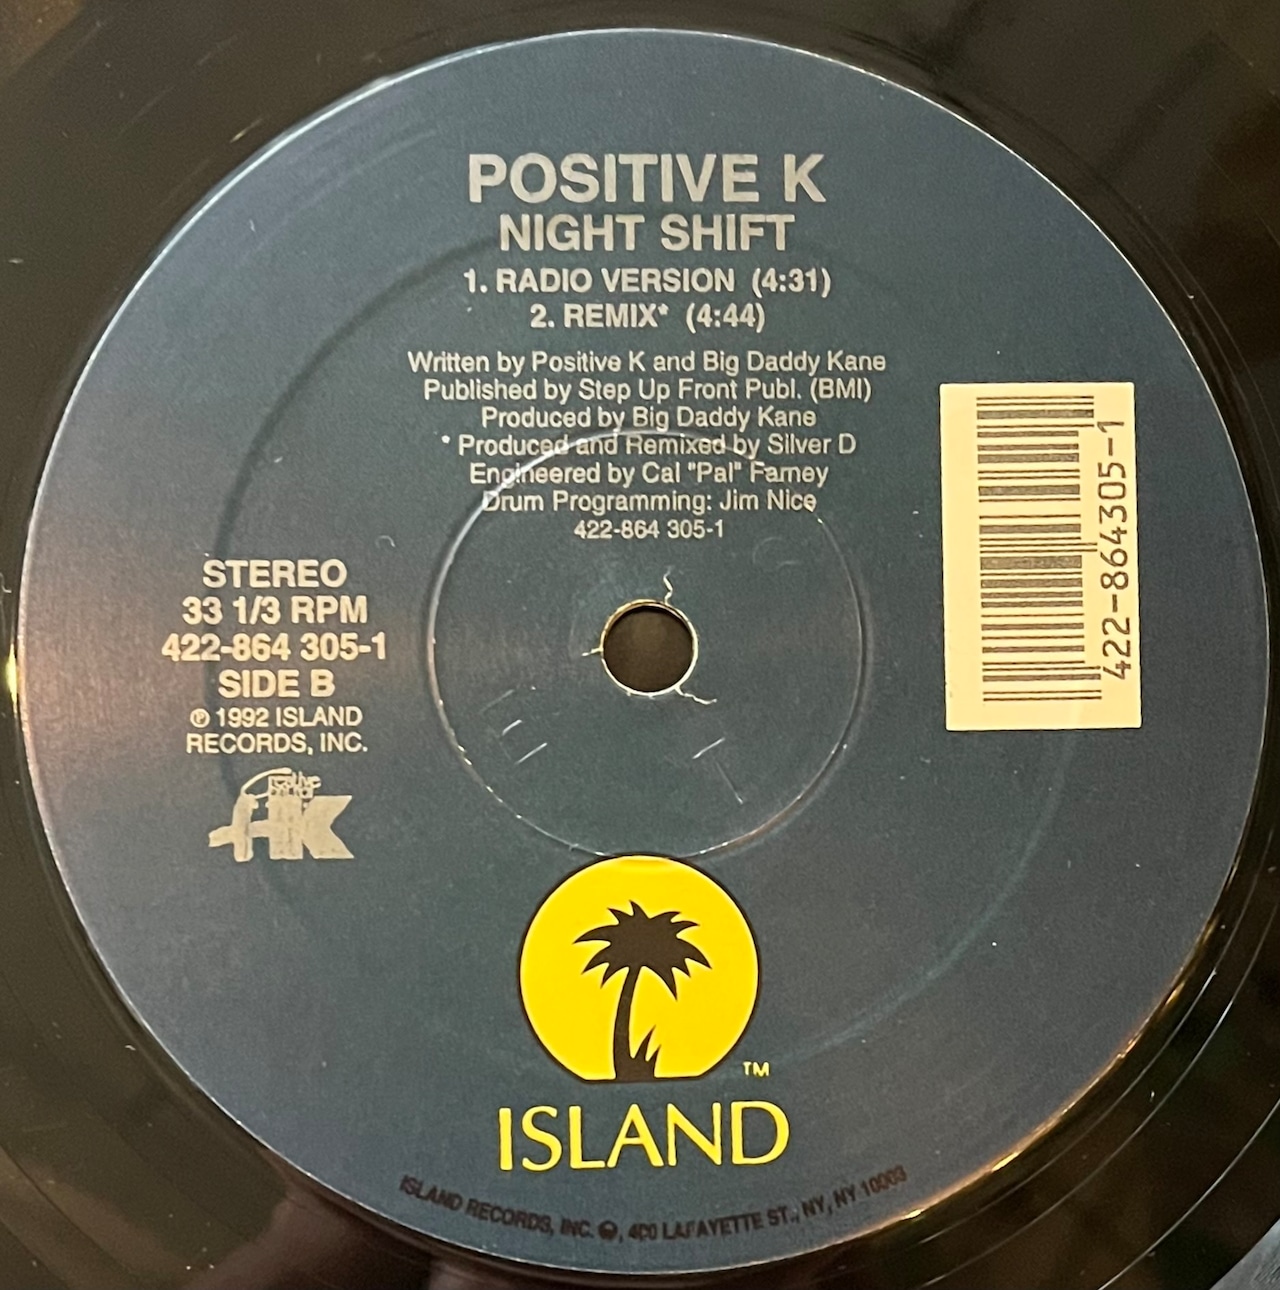 POSITIVE K
NIGHT SHIFT
1. RADIO VERSION (4:31)
2. REMIX* (4:44)
Written by Positive K and Big Daddy Kane
Published by Step Up Front Publ. (BMI)
Produced by Big Daddy Kane
* Produced and Remixed by Silver D
Engineered by Cal "Pal" Farney
Drum Programming: Jim Nice
422-864 305-1
STEREO
33 1/3 RPM
422-864 305-1
SIDE B
℗ 1992 ISLAND
RECORDS, INC.
Creative
HK
422-864305-1
TM
ISLAND
ISLAND RECORDS, INC. 400 LAFAYETTE ST., NY, NY 10003